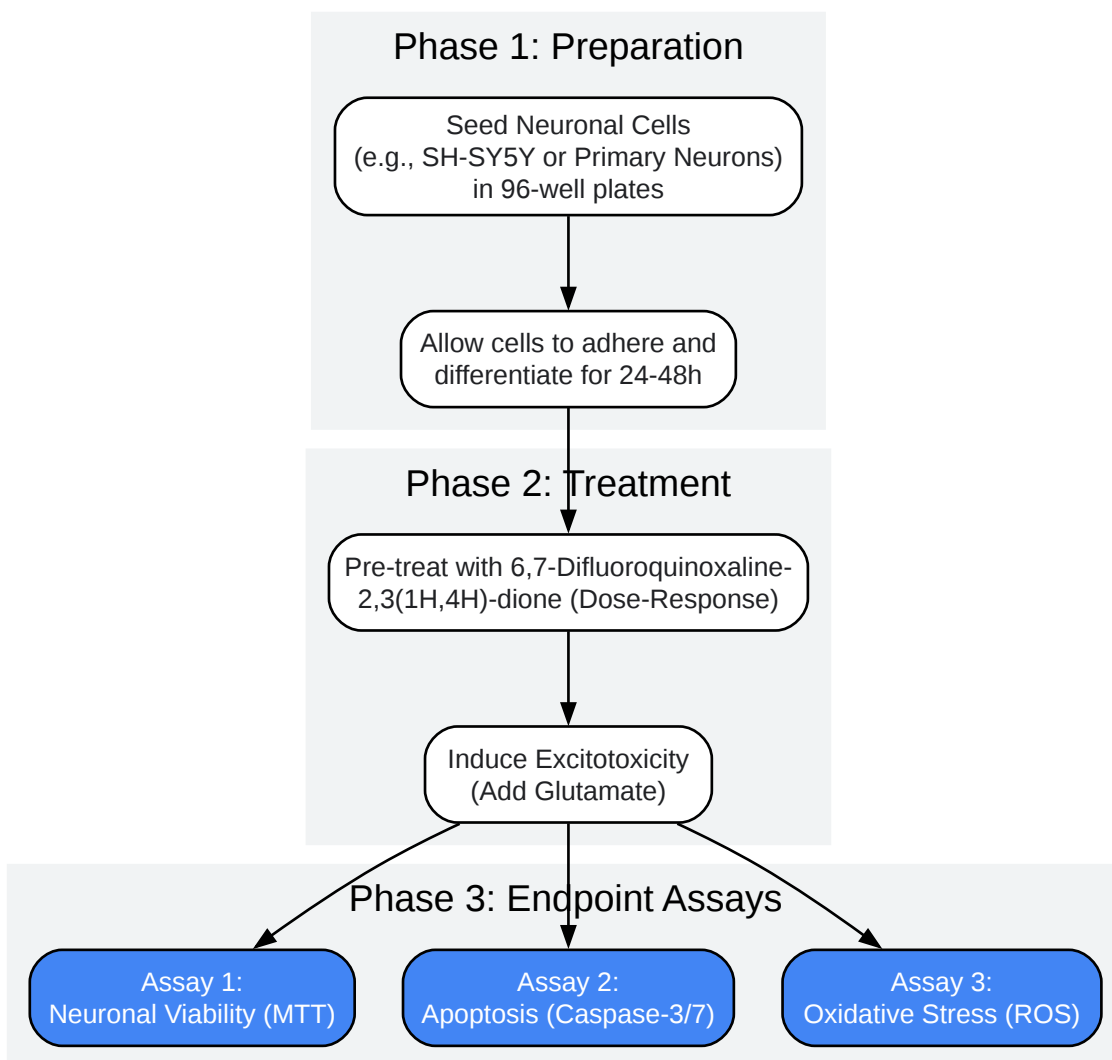 Phase 1: Preparation
Seed Neuronal Cells
(e.g., SH-SY5Y or Primary Neurons)
in 96-well plates
Allow cells to adhere and
differentiate for 24-48h
Phase 2: Treatment
Pre-treat with 6,7-Difluoroquinoxaline-
2,3(1H,4H)-dione (Dose-Response)
Induce Excitotoxicity
(Add Glutamate)
Phase 3: Endpoint Assays
Assay 1:
Neuronal Viability (MTT)
Assay 2:
Apoptosis (Caspase-3/7)
Assay 3:
Oxidative Stress (ROS)